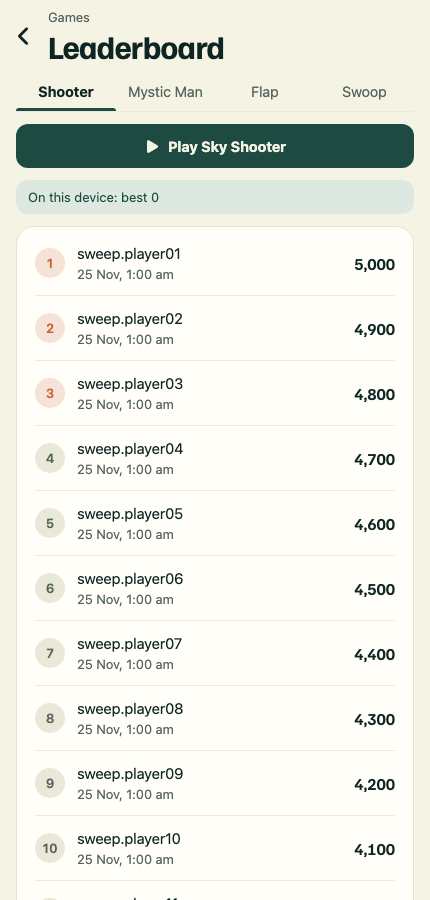 Games
Leaderboard
Shooter
Mystic Man
Flap
Swoop
Play Sky Shooter
On this device: best 0
1
sweep.player01
25 Nov, 1:00 am
5,000
2
sweep.player02
25 Nov, 1:00 am
4,900
3
sweep.player03
25 Nov, 1:00 am
4,800
4
sweep.player04
25 Nov, 1:00 am
4,700
5
sweep.player05
25 Nov, 1:00 am
4,600
6
sweep.player06
25 Nov, 1:00 am
4,500
7
sweep.player07
25 Nov, 1:00 am
4,400
8
sweep.player08
25 Nov, 1:00 am
4,300
9
sweep.player09
25 Nov, 1:00 am
4,200
10
sweep.player10
25 Nov, 1:00 am
4,100